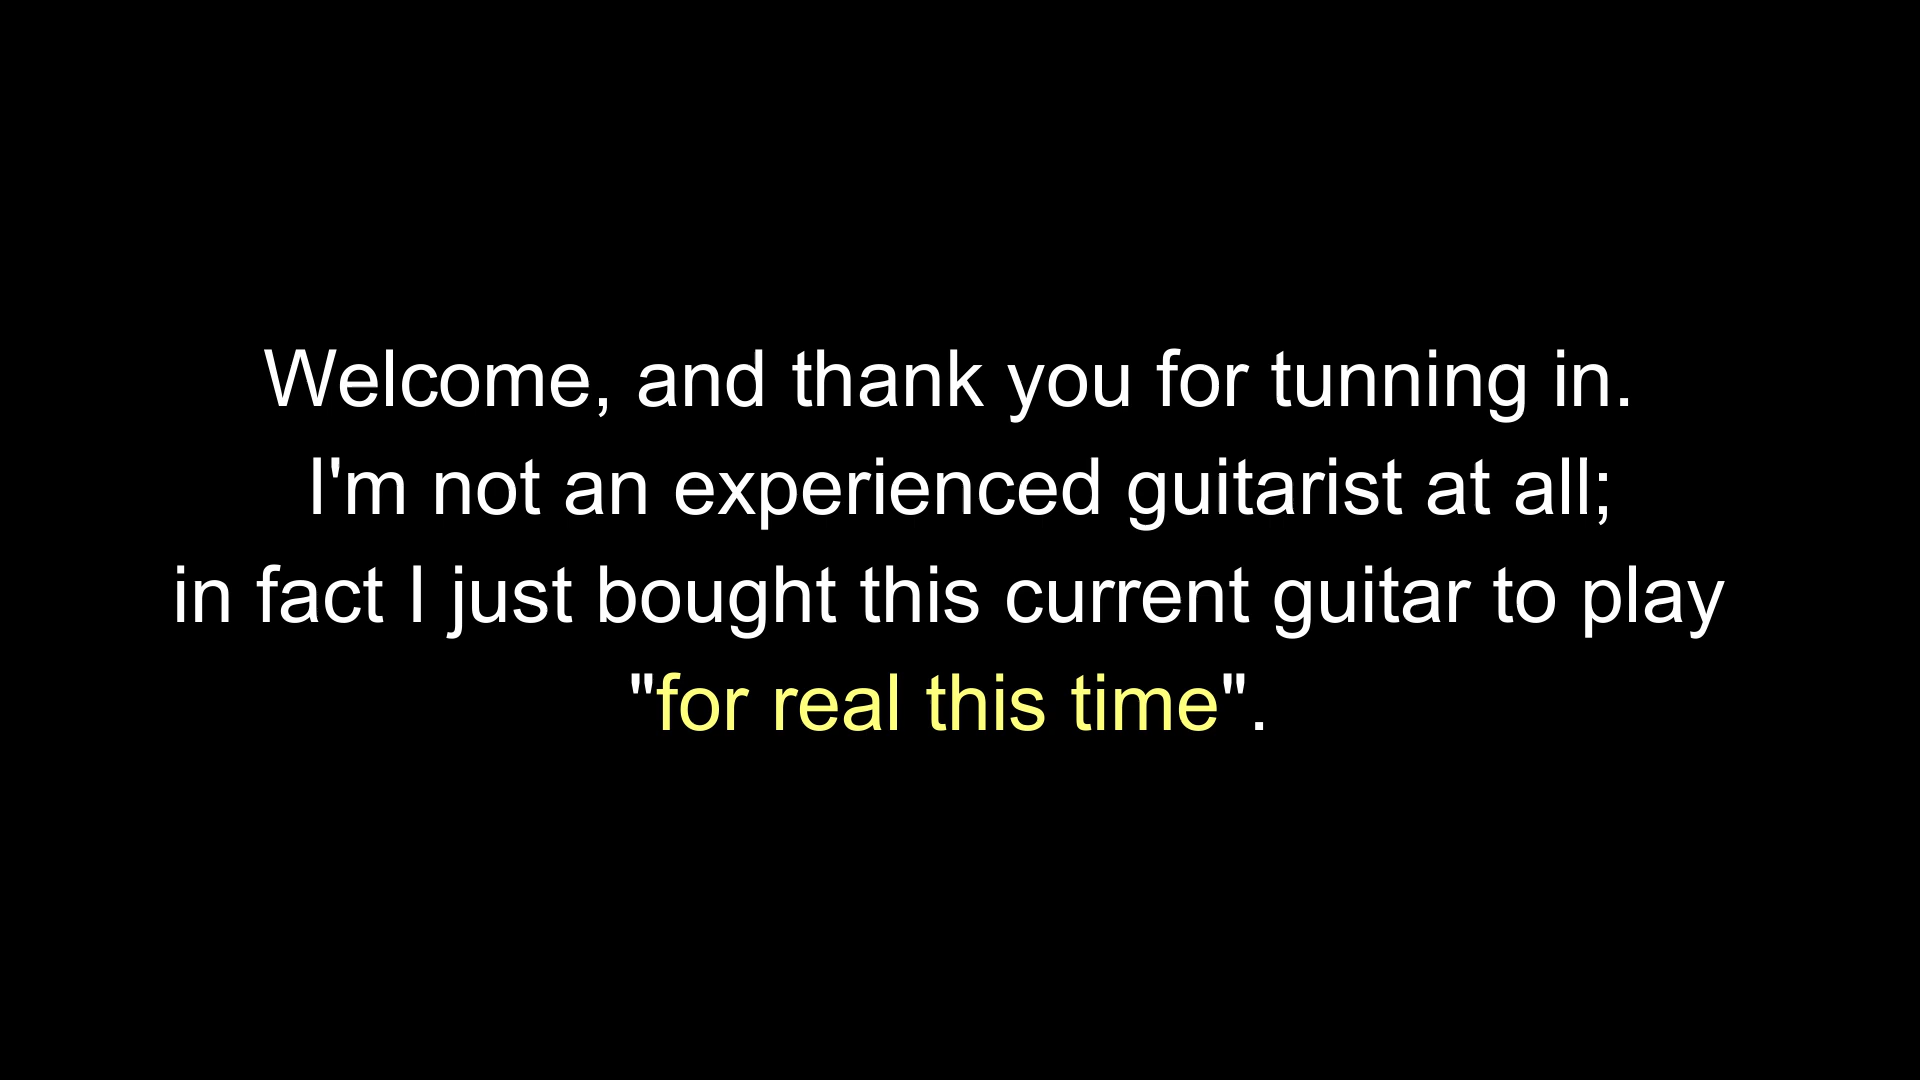 Welcome, and thank you for tunning in.
I'm not an experienced guitarist at all;
in fact I just bought this current guitar to play
"for real this time".